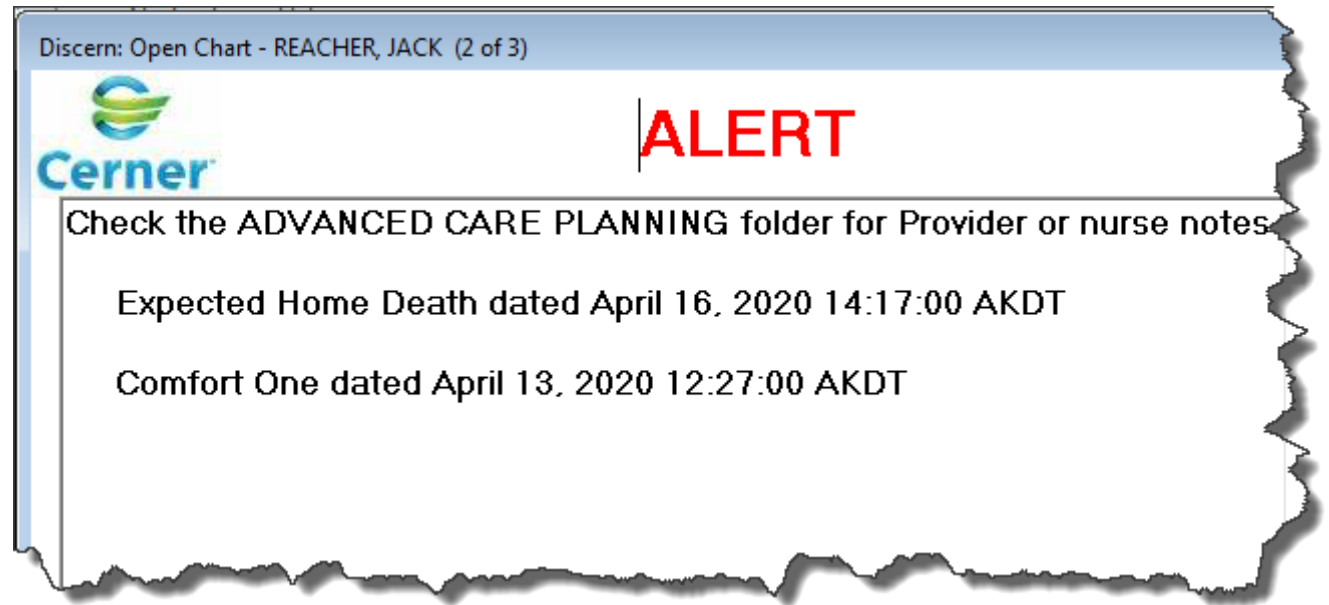 Discern: Open Chart - REACHER, JACK (2 of 3)
Cerner
ALERT
Check the ADVANCED CARE PLANNING folder for Provider or nurse notes
Expected Home Death dated April 16, 2020 14:17:00 AKDT
Comfort One dated April 13, 2020 12:27:00 AKDT